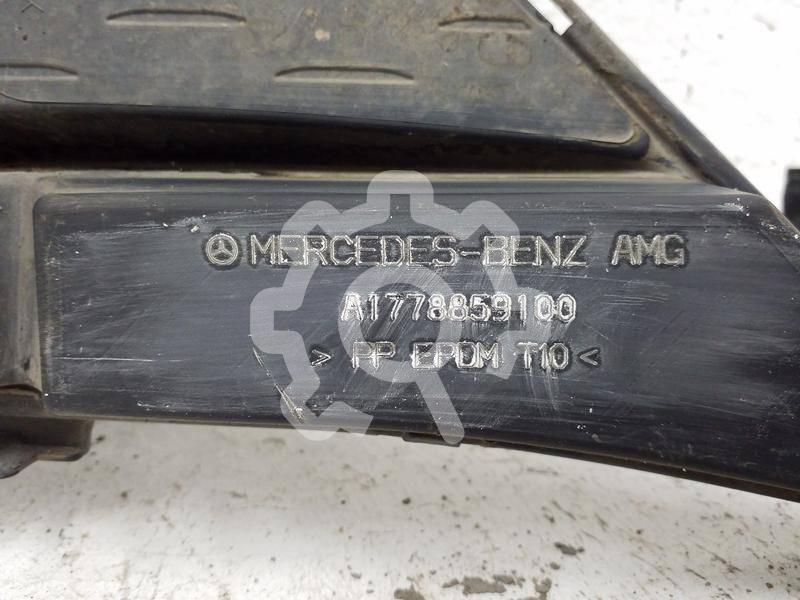 MERCEDES-BENZ AMG
A1778859100
> PP EPDM T10 <